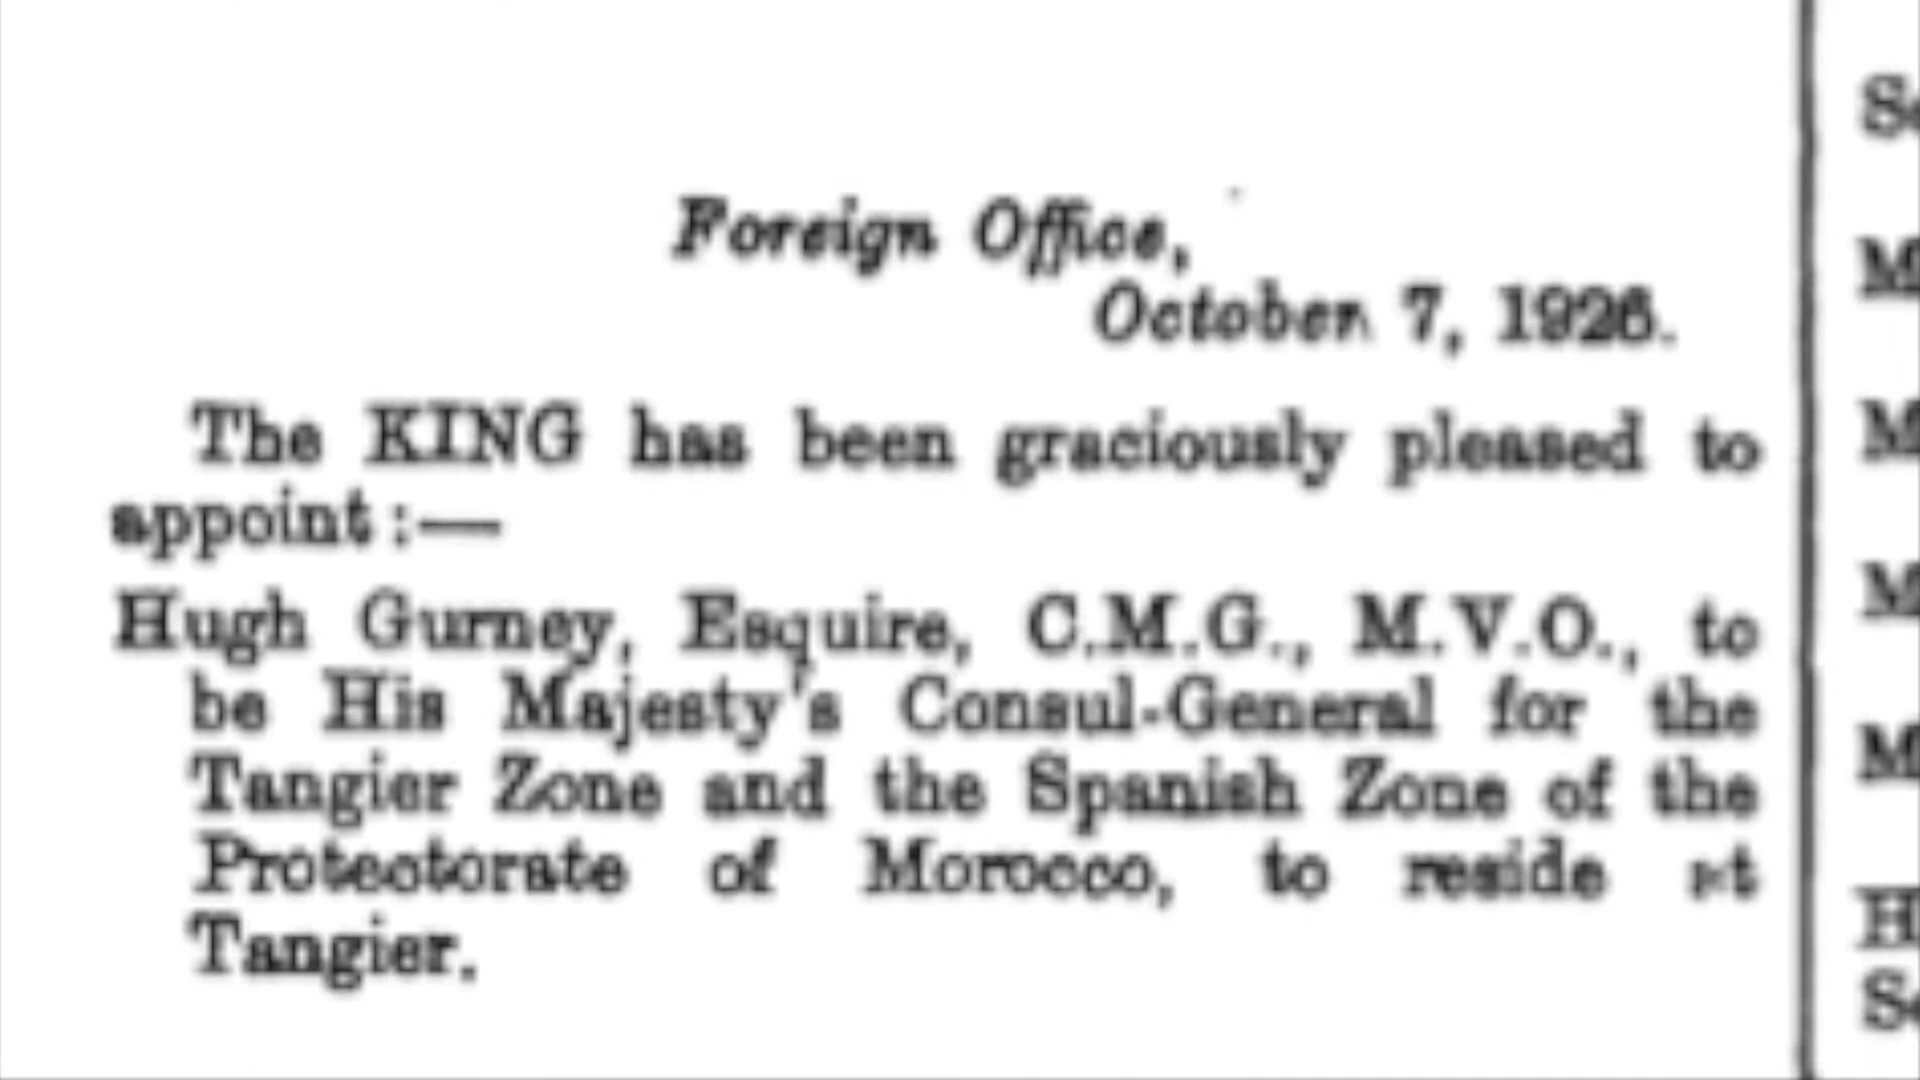 Foreign Office,
October 7, 1926.
The KING has been graciously pleased to
appoint:—
Hugh Gurney, Esquire, C.M.G., M.V.O., to
be His Majesty's Consul-General for the
Tangier Zone and the Spanish Zone of the
Protectorate of Morocco, to reside at
Tangier.